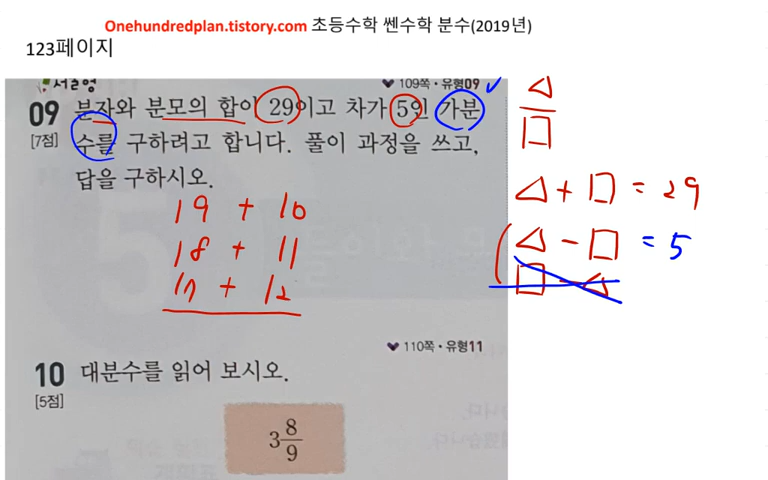 Onehundredplan.tistory.com 초등수학 쎈수학 분수(2019년)
123페이지
서술형
109쪽·유형09
09 분자와 분모의 합이 29이고 차가 5인 가분
[7점] 수를 구하려고 합니다. 풀이 과정을 쓰고,
답을 구하시오.
19 + 10
18 + 11
17 + 12
△
□
△ + □ = 29
△ - □ = 5
□ - △
110쪽·유형11
10 대분수를 읽어 보시오.
[5점]
3 8/9